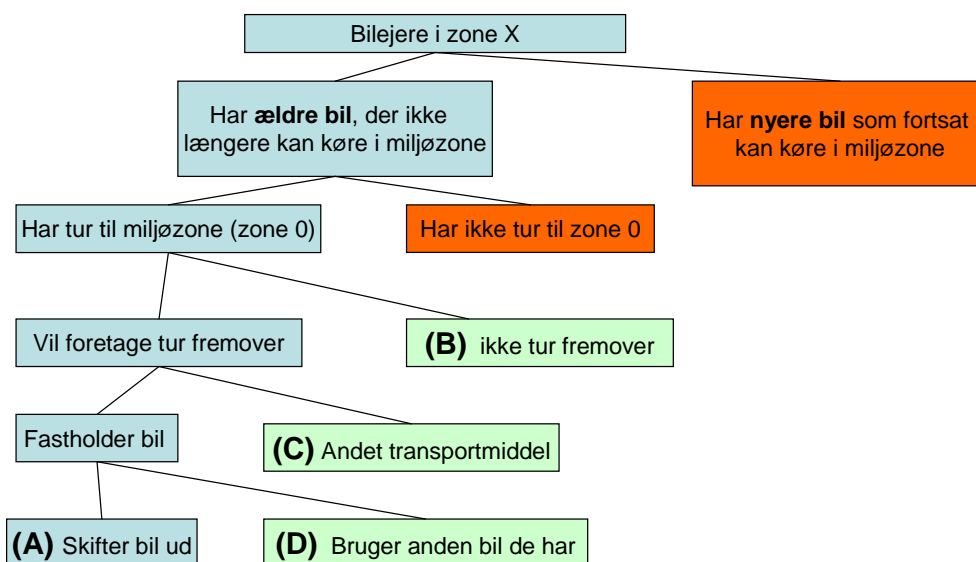 Bilejere i zone X
Har ældre bil, der ikke
længere kan køre i miljøzone
Har nyere bil som fortsat
kan køre i miljøzone
Har tur til miljøzone (zone 0)
Har ikke tur til zone 0
Vil foretage tur fremover
(B) ikke tur fremover
Fastholder bil
(C) Andet transportmiddel
(A) Skifter bil ud
(D) Bruger anden bil de har